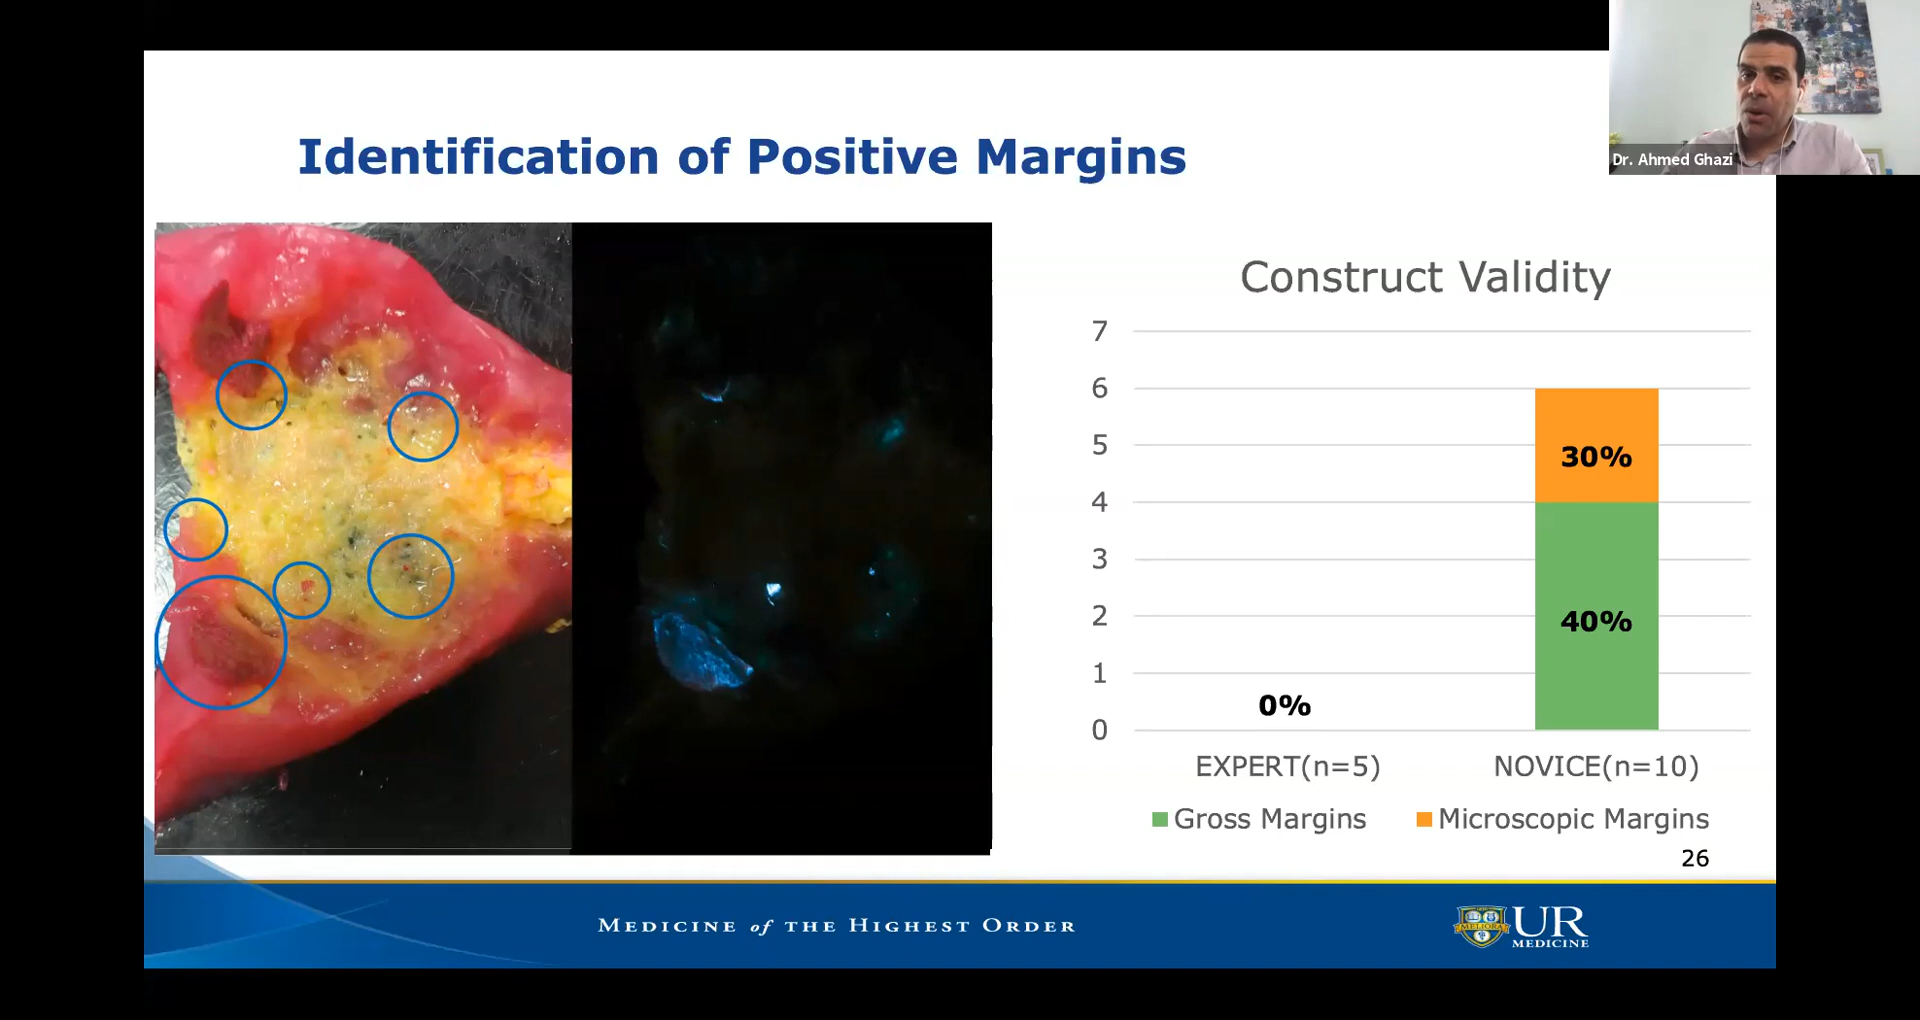 Dr. Ahmed Ghazi
Identification of Positive Margins
Construct Validity
7
6
5
4
3
2
1
0
30%
40%
0%
EXPERT(n=5)
NOVICE(n=10)
Gross Margins
Microscopic Margins
26
MEDICINE of THE HIGHEST ORDER
MELIORA
UR
MEDICINE